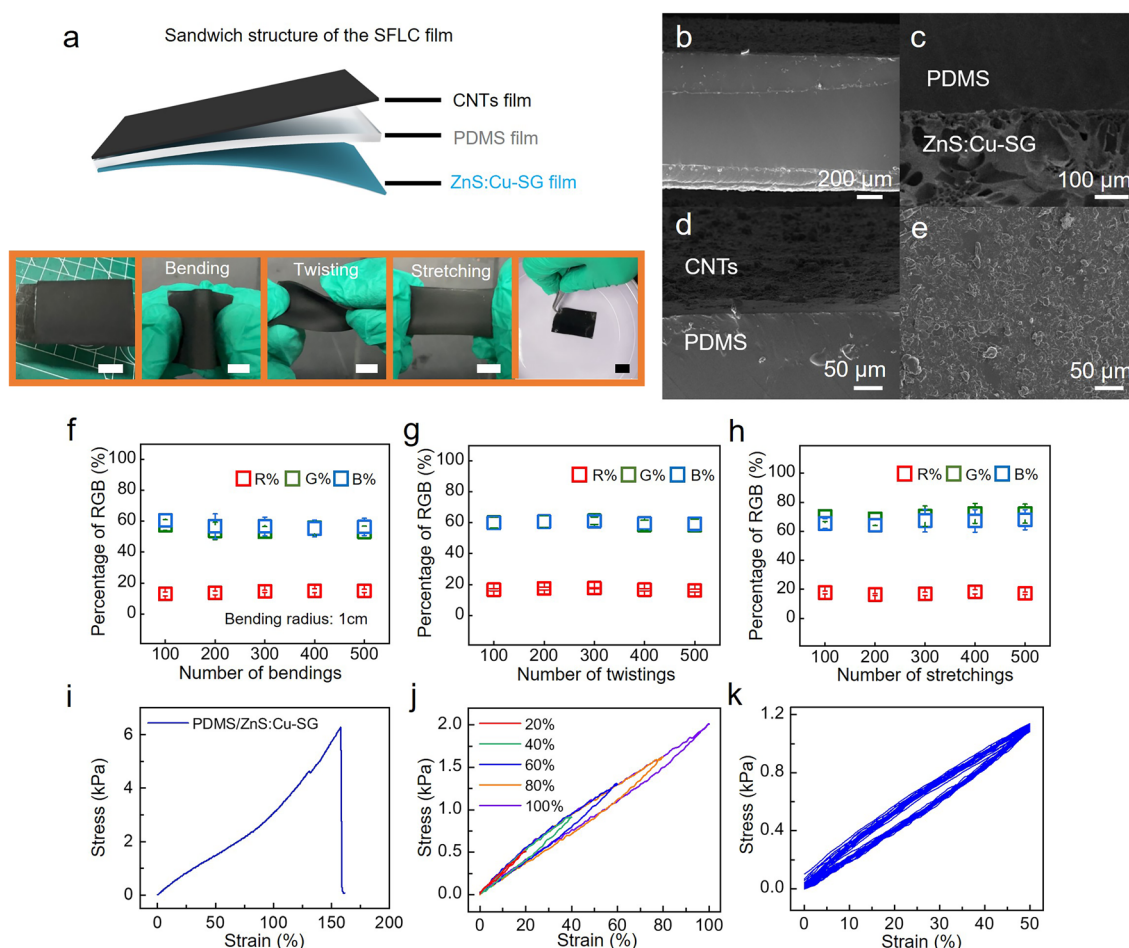 a
Sandwich structure of the SFLC film
CNTs film
PDMS film
ZnS:Cu-SG film
Bending
Twisting
Stretching
b
200 μm
c
PDMS
ZnS:Cu-SG
100 μm
d
CNTs
PDMS
50 μm
e
50 μm
f
Percentage of RGB (%)
100
80
60
40
20
0
R% G% B%
Bending radius: 1cm
100 200 300 400 500
Number of bendings
g
Percentage of RGB (%)
100
80
60
40
20
0
R% G% B%
100 200 300 400 500
Number of twistings
h
Percentage of RGB (%)
100
80
60
40
20
0
R% G% B%
100 200 300 400 500
Number of stretchings
i
Stress (kPa)
6
4
2
0
PDMS/ZnS:Cu-SG
0 50 100 150 200
Strain (%)
j
Stress (kPa)
2.0
1.5
1.0
0.5
0.0
20%
40%
60%
80%
100%
0 20 40 60 80 100
Strain (%)
k
Stress (kPa)
1.2
0.8
0.4
0.0
0 10 20 30 40 50
Strain (%)